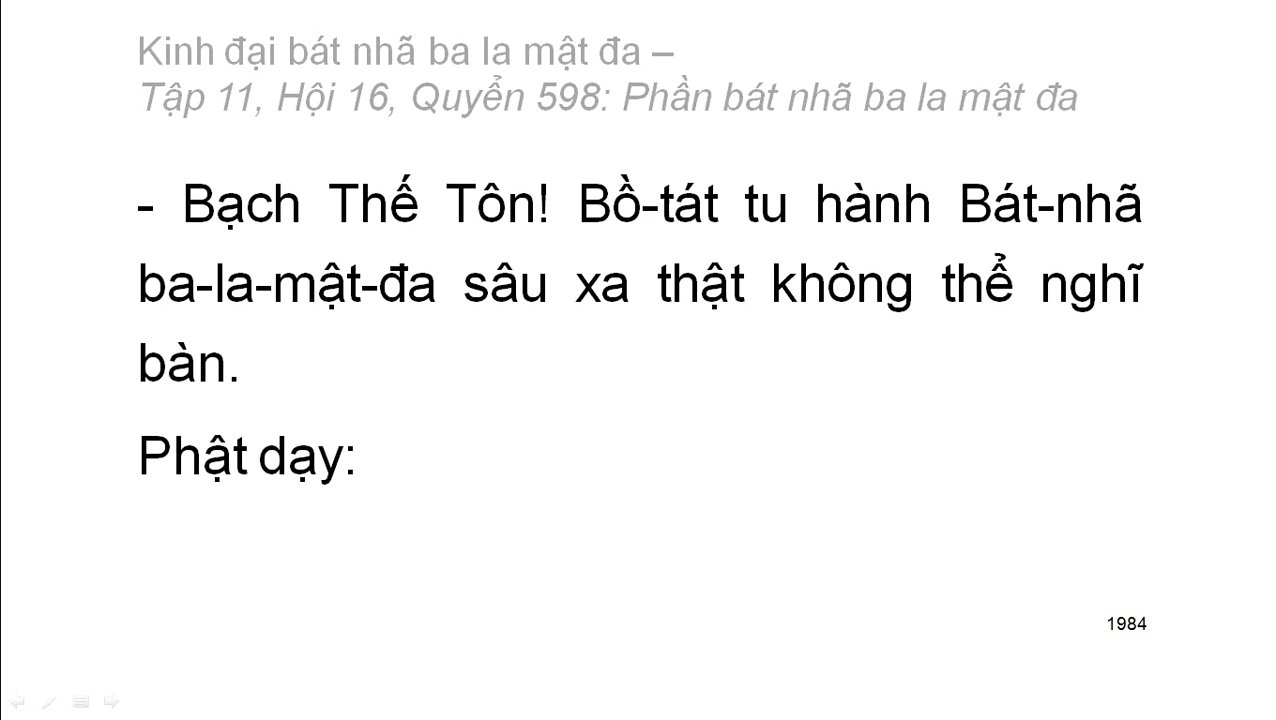 Kinh đại bát nhã ba la mật đa –
Tập 11, Hội 16, Quyển 598: Phần bát nhã ba la mật đa
- Bạch Thế Tôn! Bồ-tát tu hành Bát-nhã
ba-la-mật-đa sâu xa thật không thể nghĩ
bàn.
Phật dạy:
1984